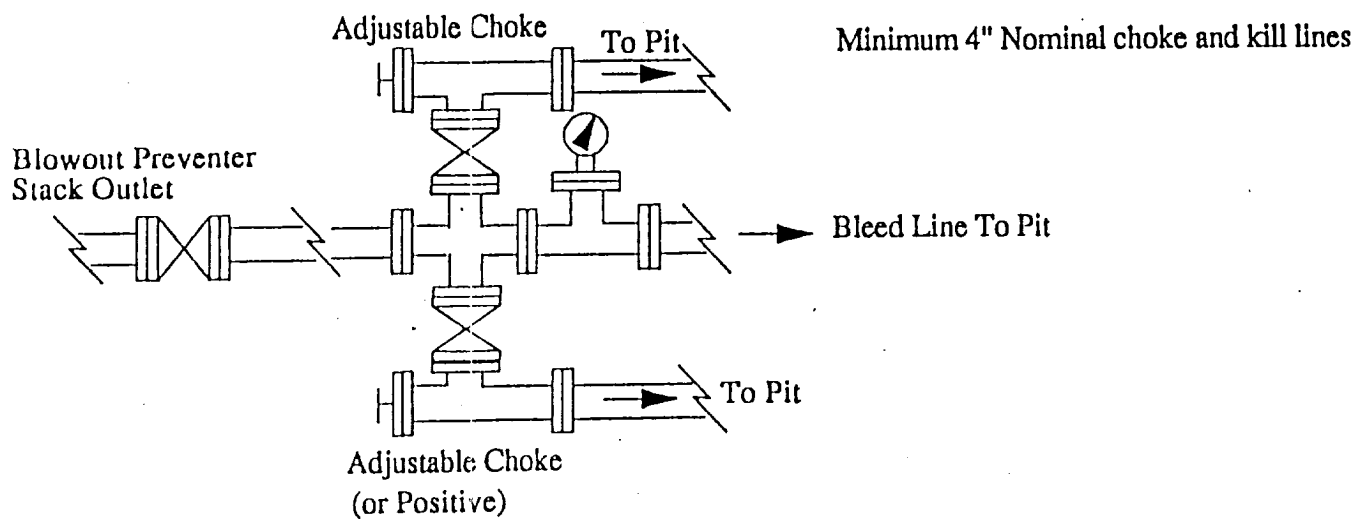 Adjustable Choke
To Pit
Minimum 4" Nominal choke and kill lines
Blowout Preventer
Stack Outlet
Bleed Line To Pit
To Pit
Adjustable Choke
(or Positive)